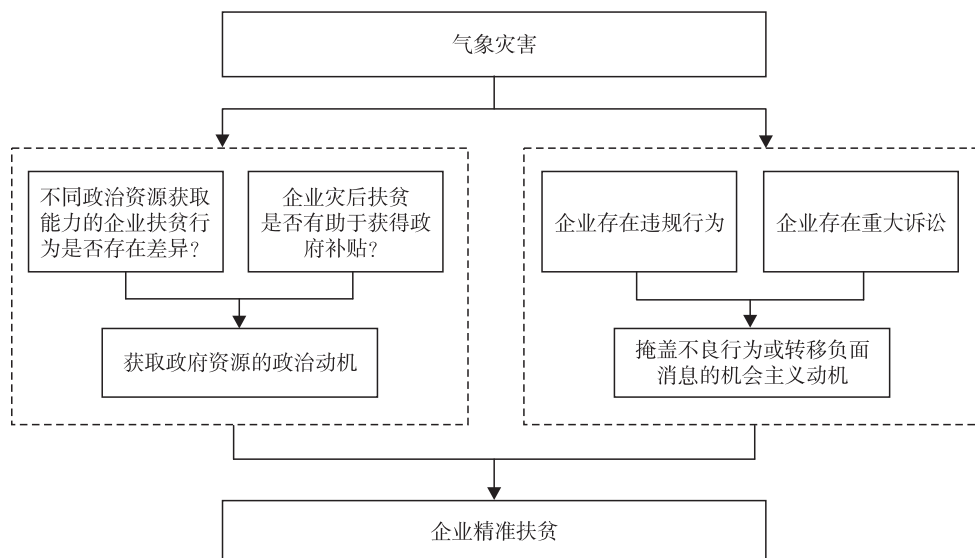 气象灾害
不同政治资源获取
能力的企业扶贫行
为是否存在差异？
企业灾后扶贫
是否有助于获得政
府补贴？
企业存在违规行为
企业存在重大诉讼
获取政府资源的政治动机
掩盖不良行为或转移负面
消息的机会主义动机
企业精准扶贫